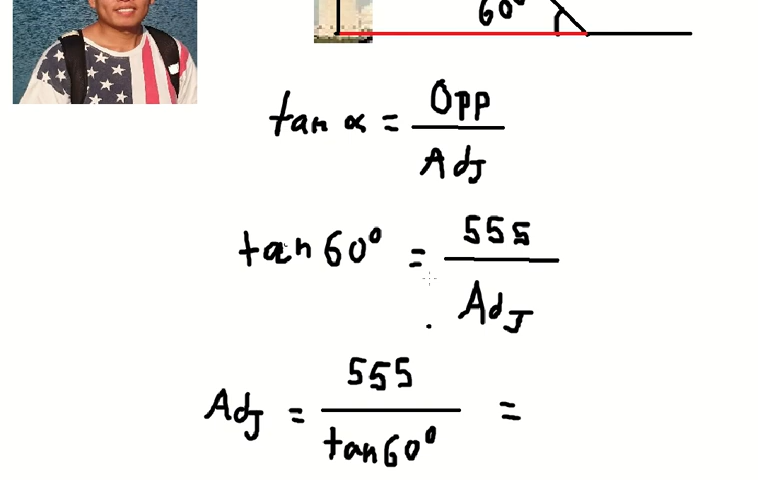 60°
tan α = Opp / Adj
tan 60° = 555 / Adj
.
Adj = 555 / tan 60° =